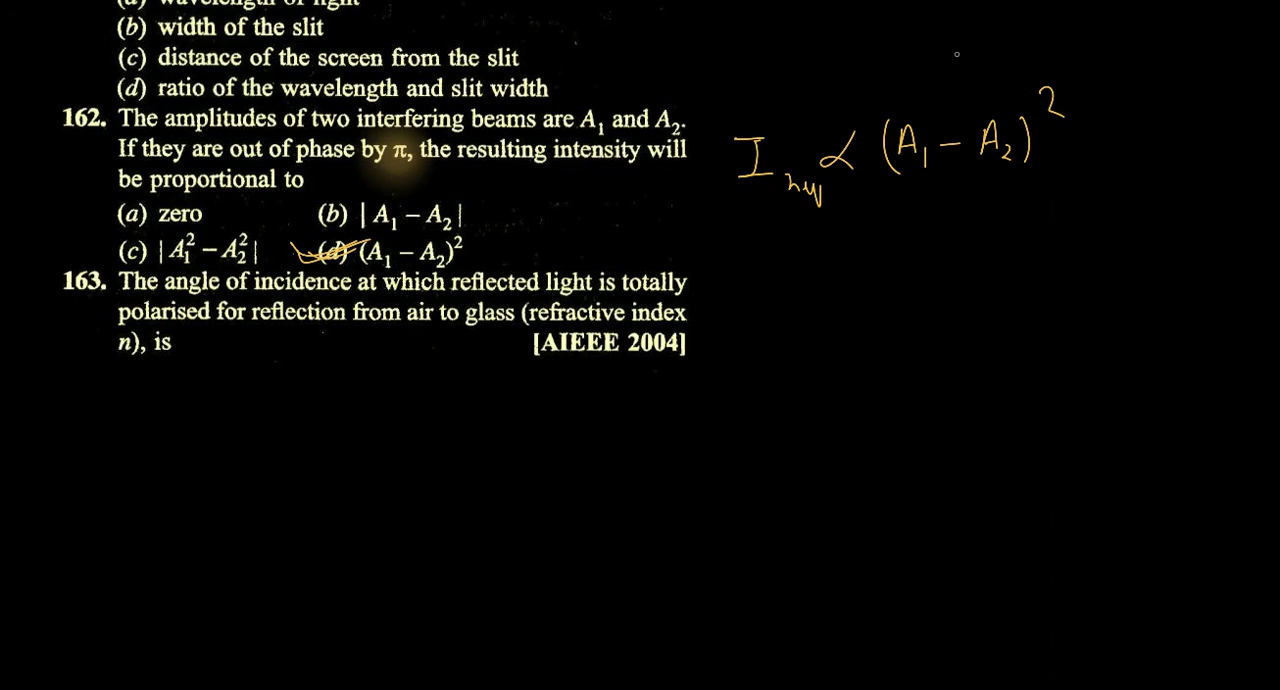 (a) wavelength of light
(b) width of the slit
(c) distance of the screen from the slit
(d) ratio of the wavelength and slit width
162. The amplitudes of two interfering beams are A₁ and A₂.
If they are out of phase by π, the resulting intensity will
be proportional to
(a) zero (b) | A₁ – A₂ |
(c) | A₁² – A₂² | (d) (A₁ – A₂)²
I ∝ (A₁ – A₂)²
163. The angle of incidence at which reflected light is totally
polarised for reflection from air to glass (refractive index
n), is [AIEEE 2004]